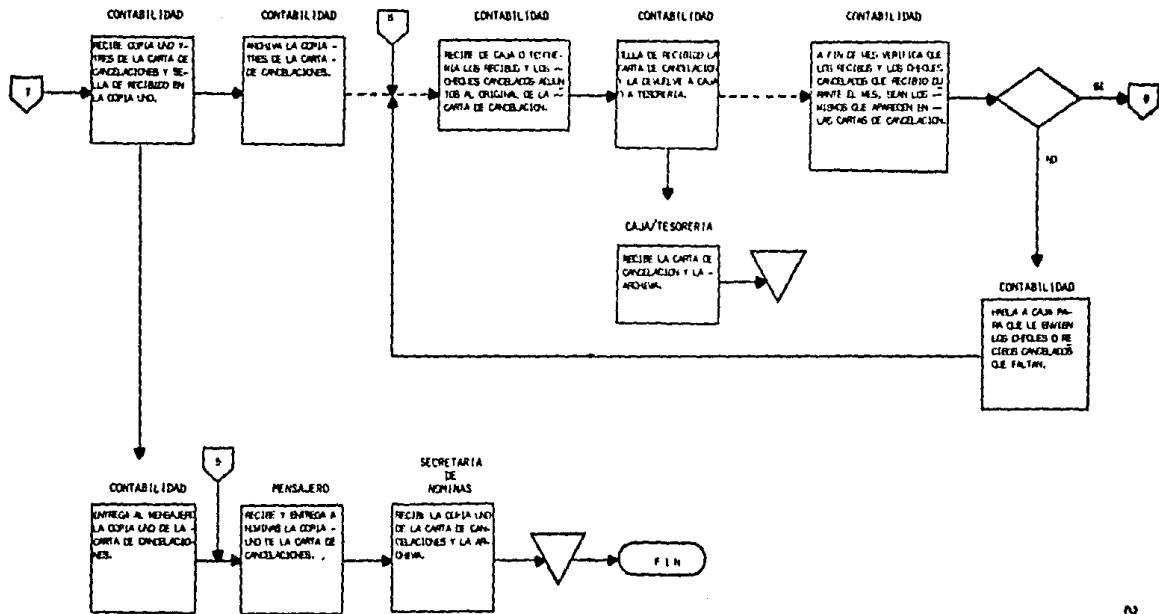 CONTABILIDAD
CONTABILIDAD
CONTABILIDAD
CONTABILIDAD
CONTABILIDAD
7
RECIBE COPIA UNO Y-
TRES DE LA CARTA DE
CANCELACIONES Y SE-
LLA DE RECIBIDO EN
LA COPIA UNO.
ARCHIVA LA COPIA -
TRES DE LA CARTA -
DE CANCELACIONES.
RECIBE DE CAJA O TESORE-
RIA LOS RECIBOS Y LOS --
CHEQUES CANCELADOS ADJUN-
TOS AL ORIGINAL DE LA --
CARTA DE CANCELACION.
SELLA DE RECIBIDO LA
CARTA DE CANCELACION
Y LA DEVUELVE A CAJA
Y A TESORERIA.
A FIN DE MES VERIFICA QUE
LOS RECIBOS Y LOS CHEQUES
CANCELADOS QUE RECIBIO DU
RANTE EL MES, SEAN LOS --
MISMOS QUE APARECEN EN --
LAS CARTAS DE CANCELACION.
SI
NO
CAJA/TESORERIA
RECIBE LA CARTA DE
CANCELACION Y LA -
ARCHIVA.
CONTABILIDAD
HABLA A CAJA PA-
RA QUE LE ENVIEN
LOS CHEQUES O RE
CIBOS CANCELADOS
QUE FALTAN.
CONTABILIDAD
ENTREGA AL MENSAJERO
LA COPIA UNO DE LA -
CARTA DE CANCELACIO-
NES.
MENSAJERO
RECIBE Y ENTREGA A
NOMINAS LA COPIA -
UNO DE LA CARTA DE
CANCELACIONES.
SECRETARIA
DE
NOMINAS
RECIBE LA COPIA UNO
DE LA CARTA DE CAN-
CELACIONES Y LA AR-
CHIVA.
FIN